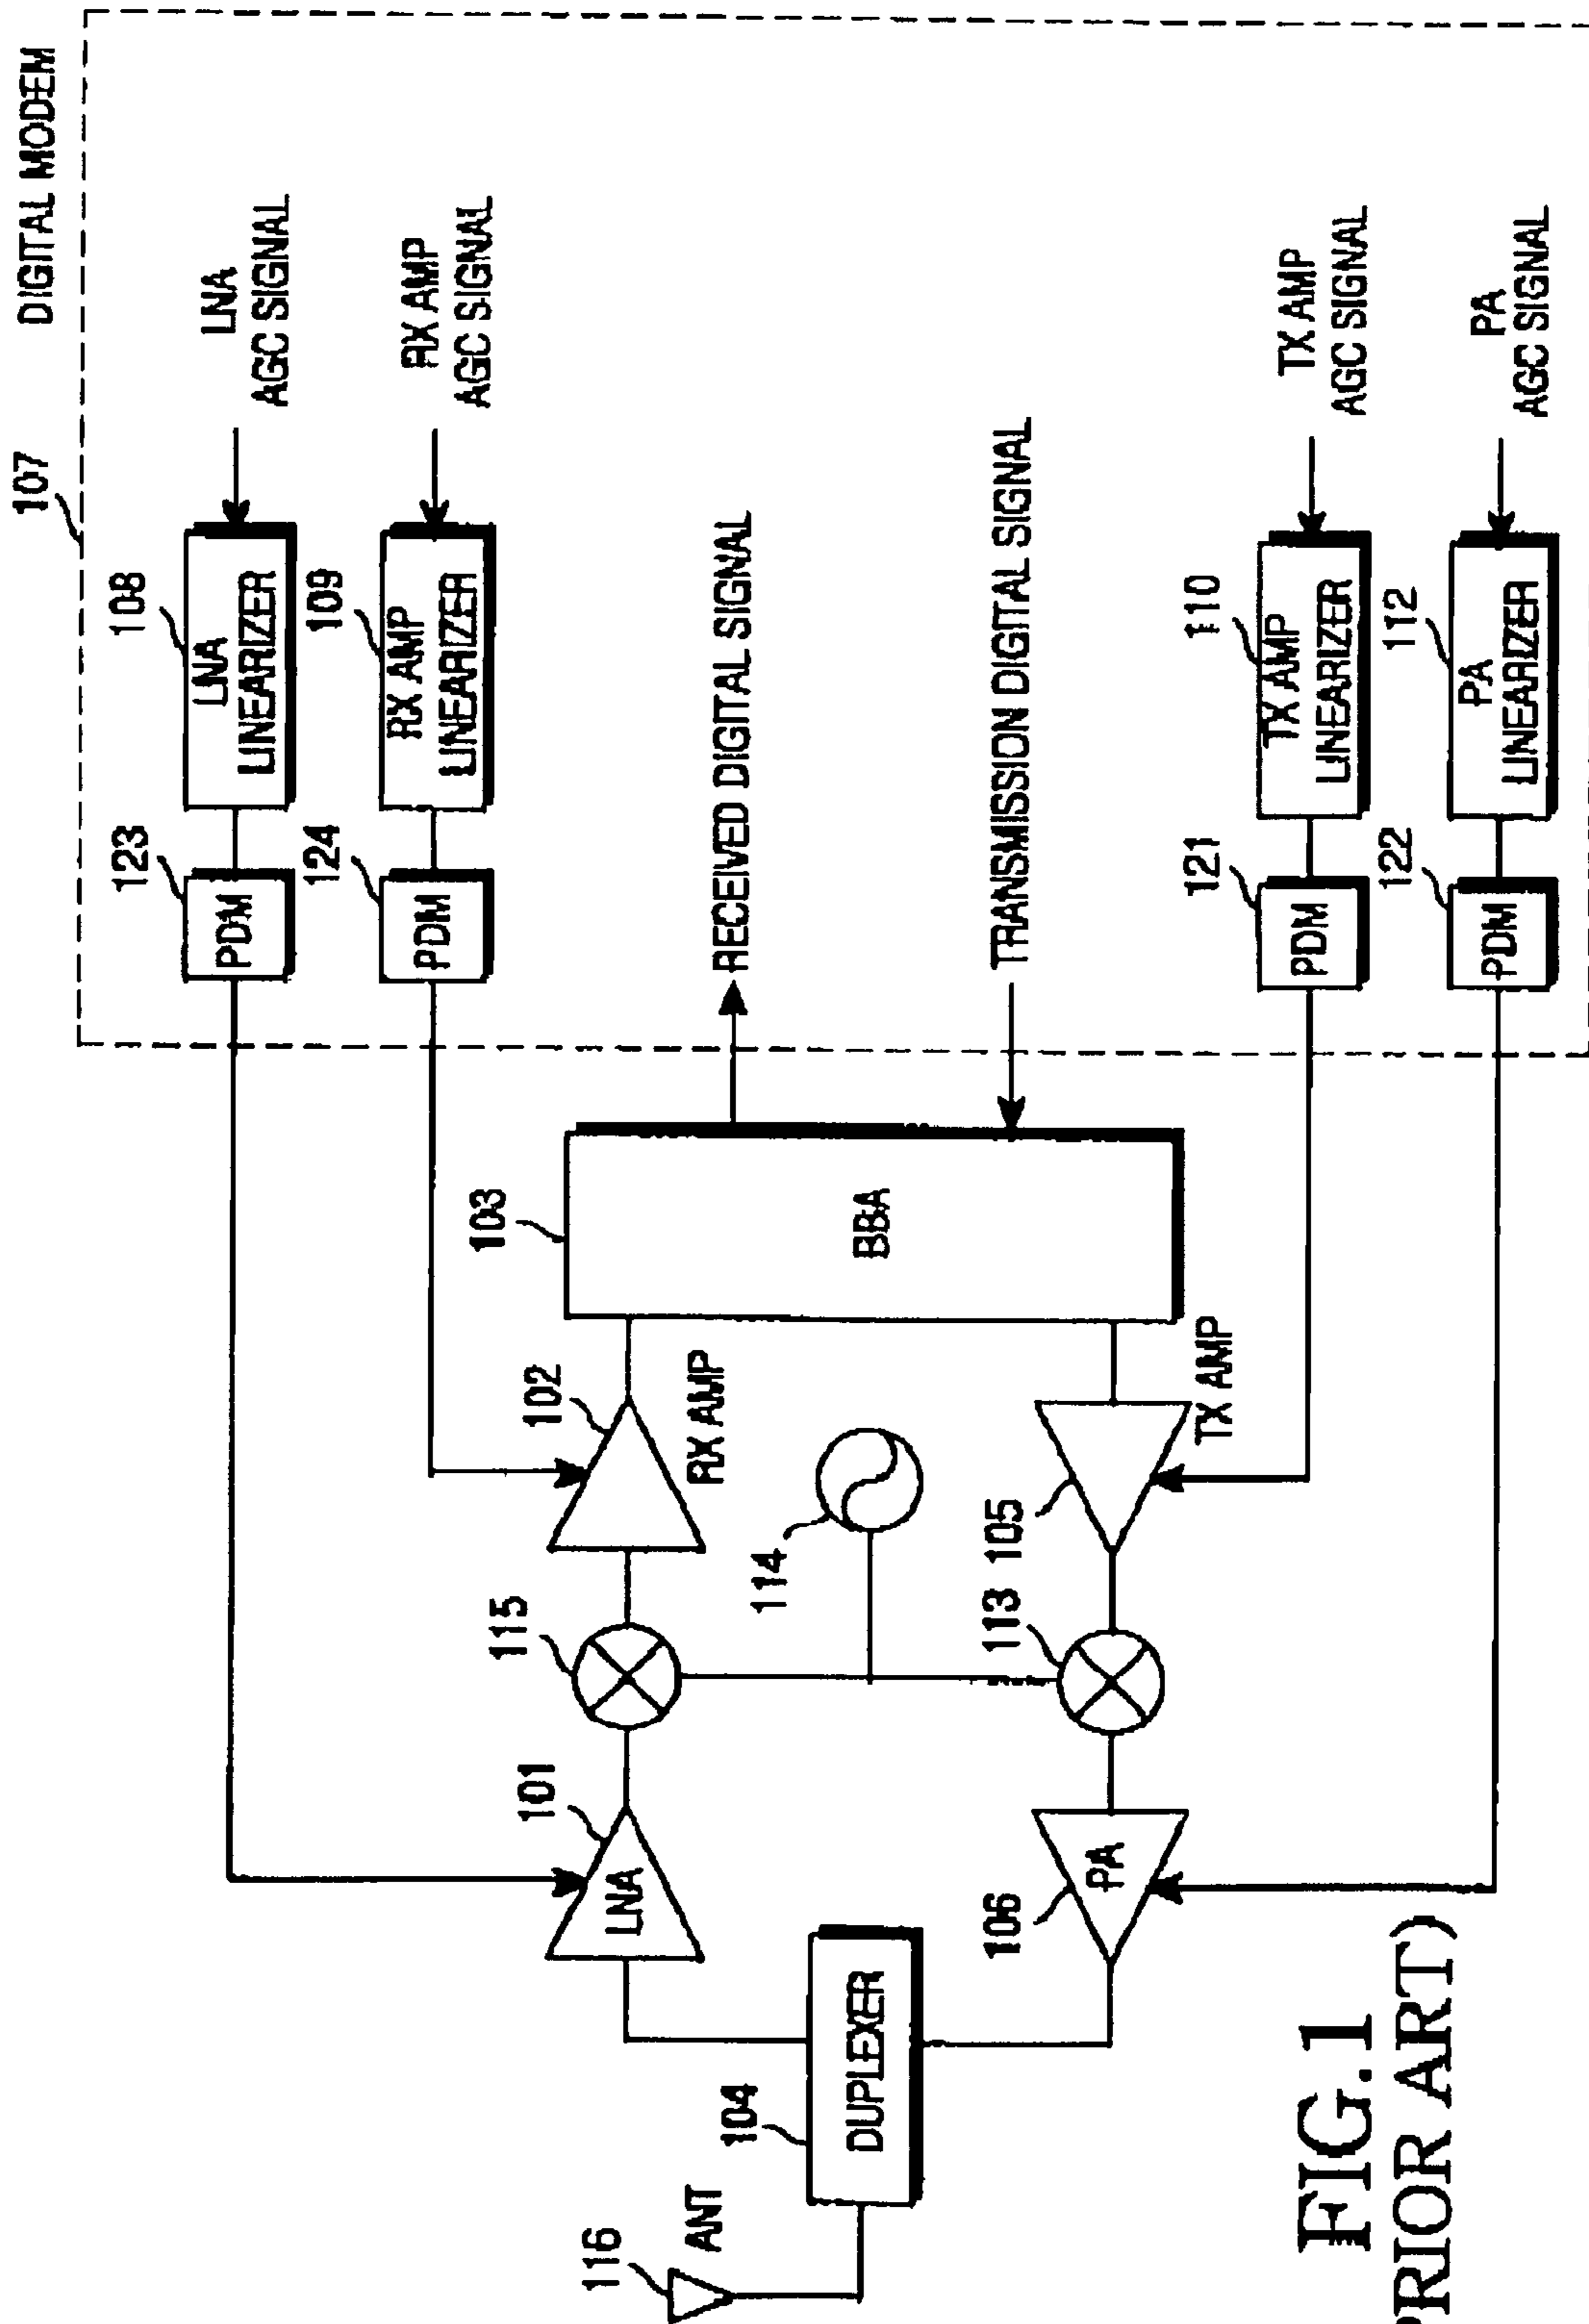 DIGITAL MODEM
107
LNA
AGC SIGNAL
108
LNA
LINEARIZER
123
PDM
RX AMP
AGC SIGNAL
109
RX AMP
LINEARIZER
124
PDM
RECEIVED DIGITAL SIGNAL
TRANSMISSION DIGITAL SIGNAL
103
BBA
102
RX AMP
115
101
LNA
114
116
ANT
104
DUPLEXER
105
TX AMP
113
106
PA
121
PDM
110
TX AMP
LINEARIZER
TX AMP
AGC SIGNAL
122
PDM
112
PA
LINEARIZER
PA
AGC SIGNAL
FIG.1
PRIOR ART)